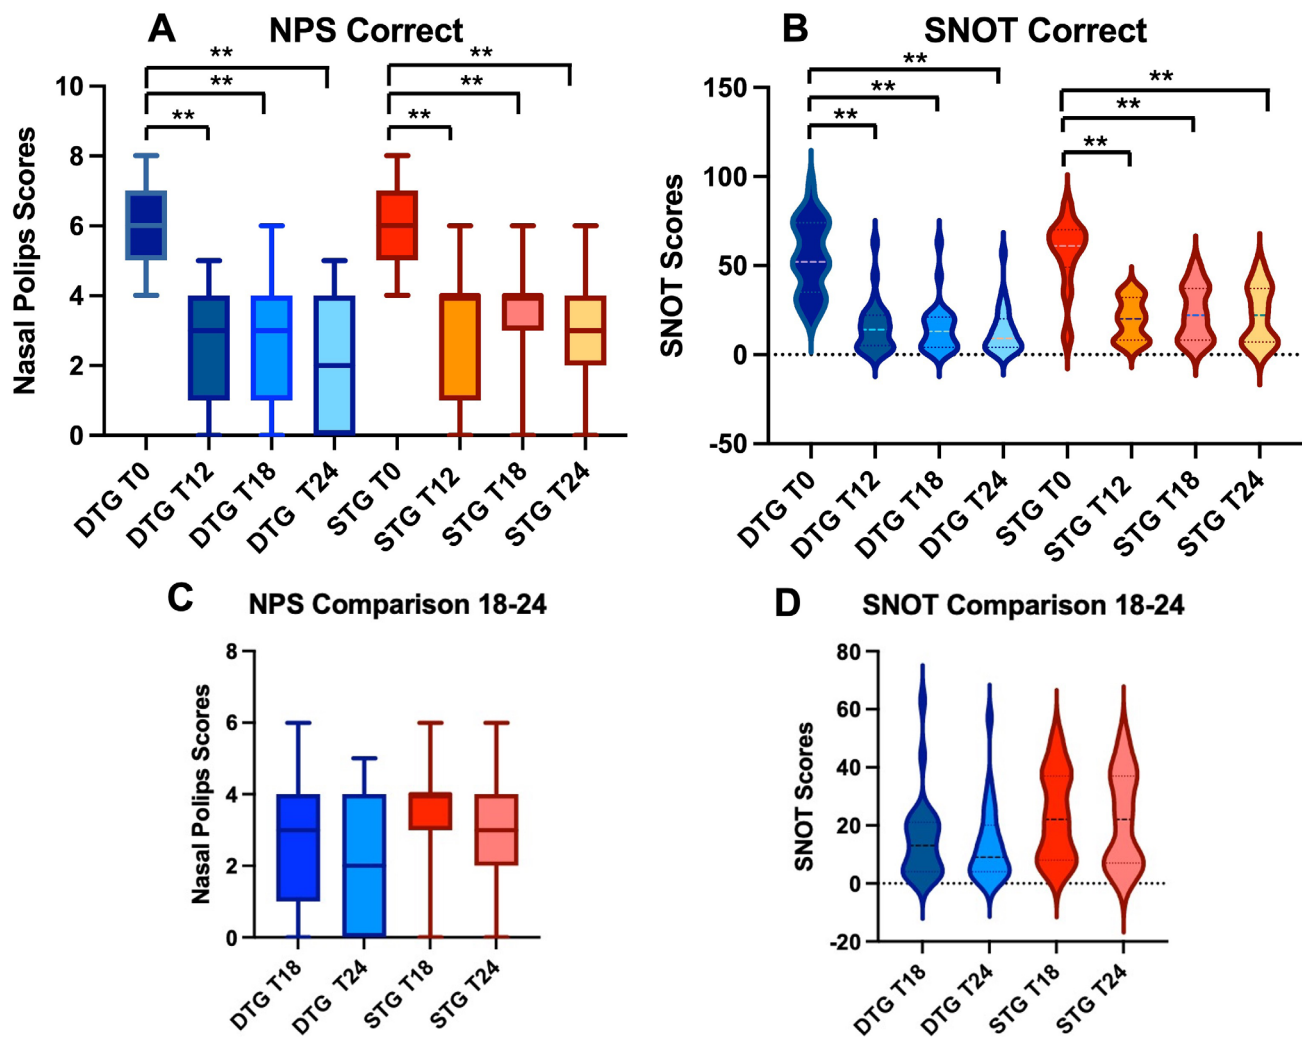 A
NPS Correct
**
**
**
**
**
**
Nasal Polips Scores
10
8
6
4
2
0
DTG T0
DTG T12
DTG T18
DTG T24
STG T0
STG T12
STG T18
STG T24
B
SNOT Correct
**
**
**
**
**
**
SNOT Scores
150
100
50
0
-50
DTG T0
DTG T12
DTG T18
DTG T24
STG T0
STG T12
STG T18
STG T24
C
NPS Comparison 18-24
Nasal Polips Scores
8
6
4
2
0
DTG T18
DTG T24
STG T18
STG T24
D
SNOT Comparison 18-24
SNOT Scores
80
60
40
20
0
-20
DTG T18
DTG T24
STG T18
STG T24